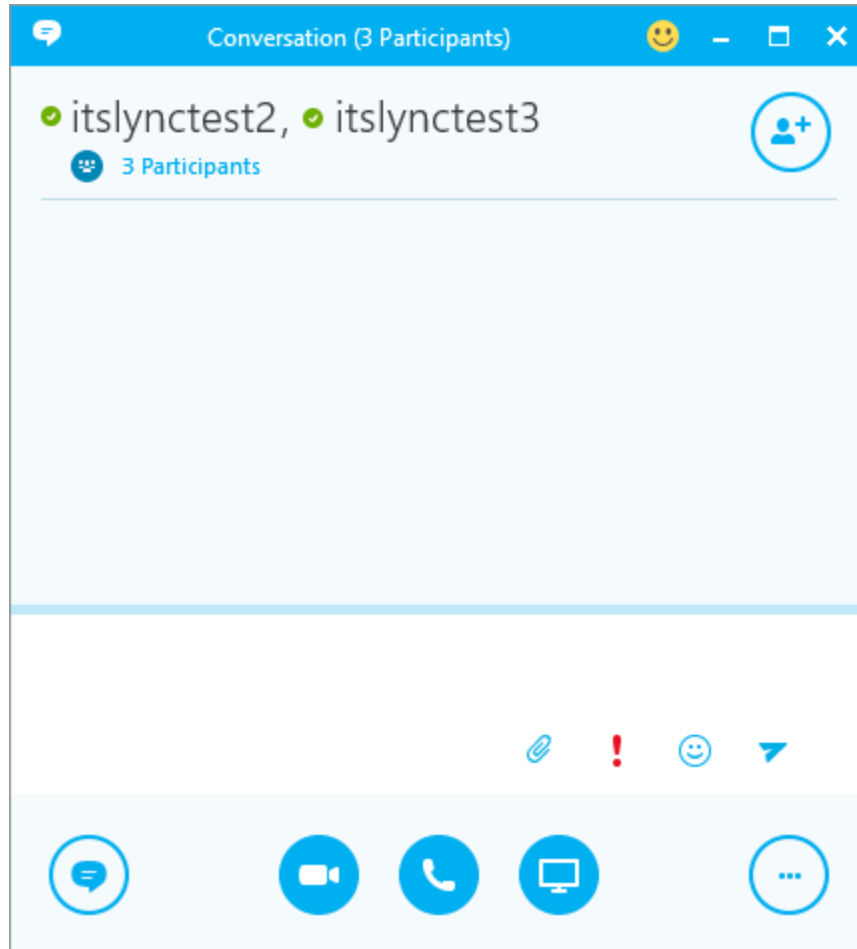 Conversation (3 Participants)
itslynctest2, itslynctest3
3 Participants